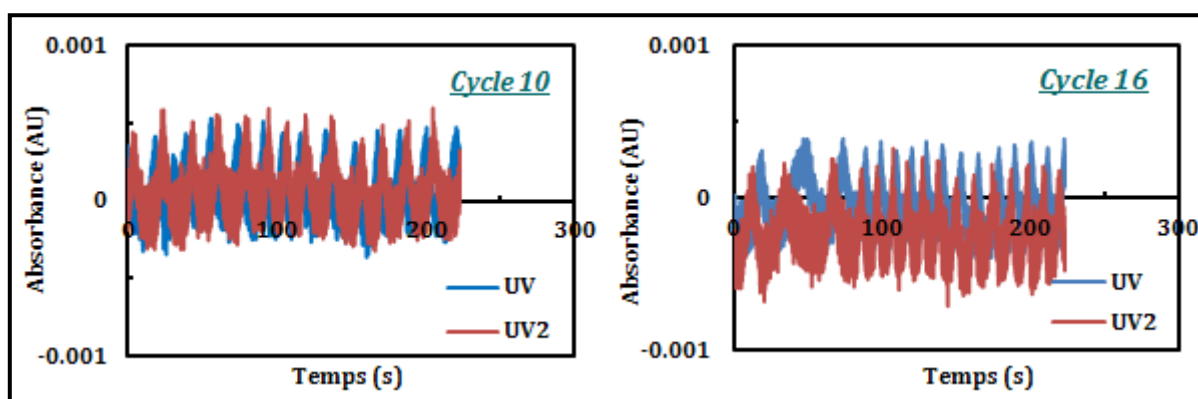 0.001
Cycle 10
Absorbance (AU)
0
0
100
200
300
UV
UV2
-0.001
Temps (s)
0.001
Cycle 16
Absorbance (AU)
0
0
100
200
300
UV
UV2
-0.001
Temps (s)